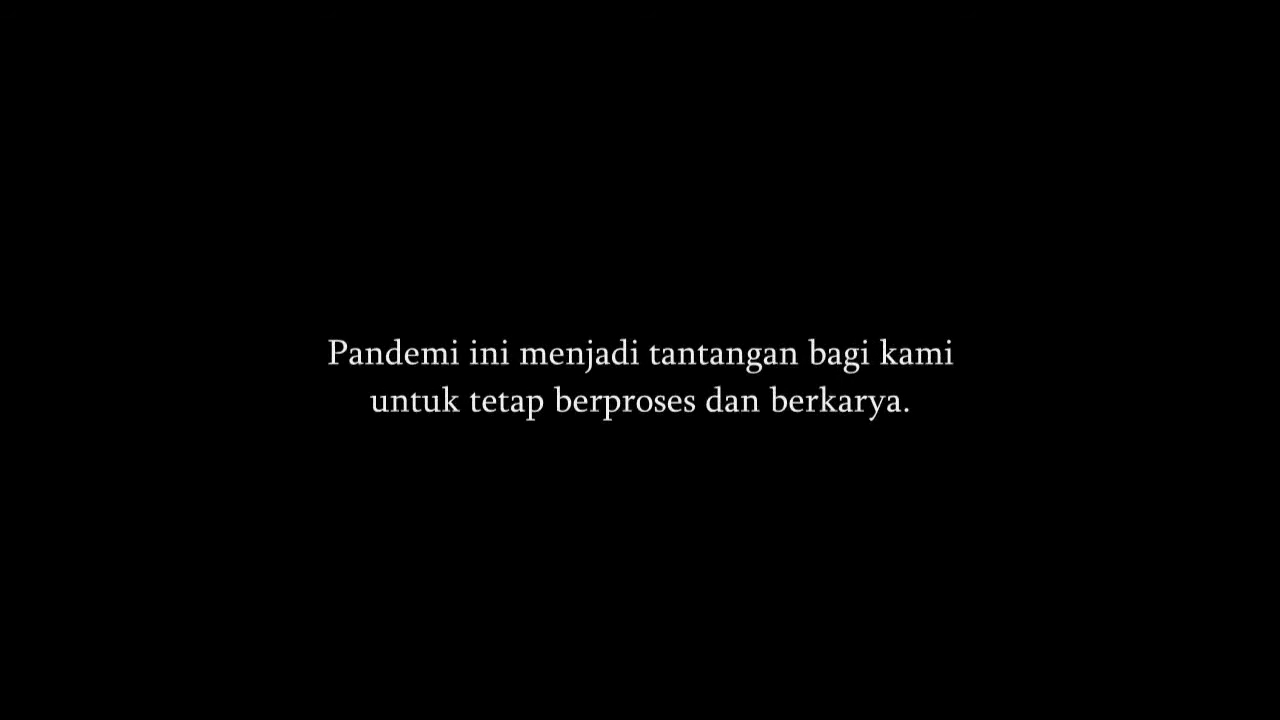 Pandemi ini menjadi tantangan bagi kami
untuk tetap berproses dan berkarya.